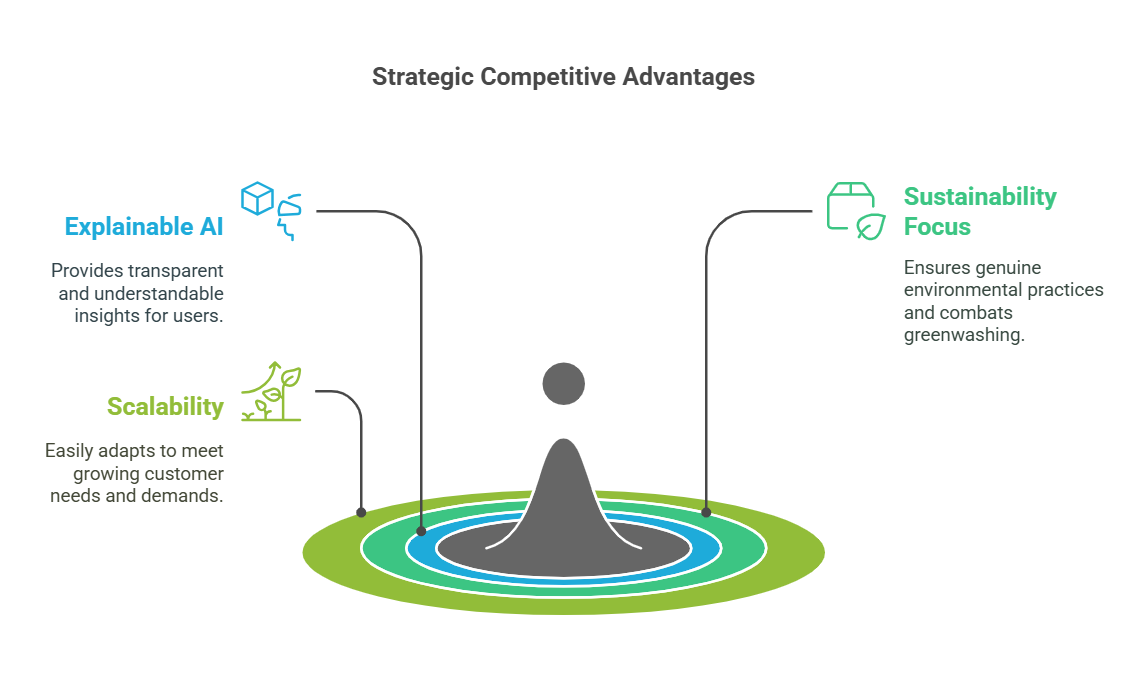 Strategic Competitive Advantages
Explainable AI
Provides transparent
and understandable
insights for users.
Scalability
Easily adapts to meet
growing customer
needs and demands.
Sustainability
Focus
Ensures genuine
environmental practices
and combats
greenwashing.